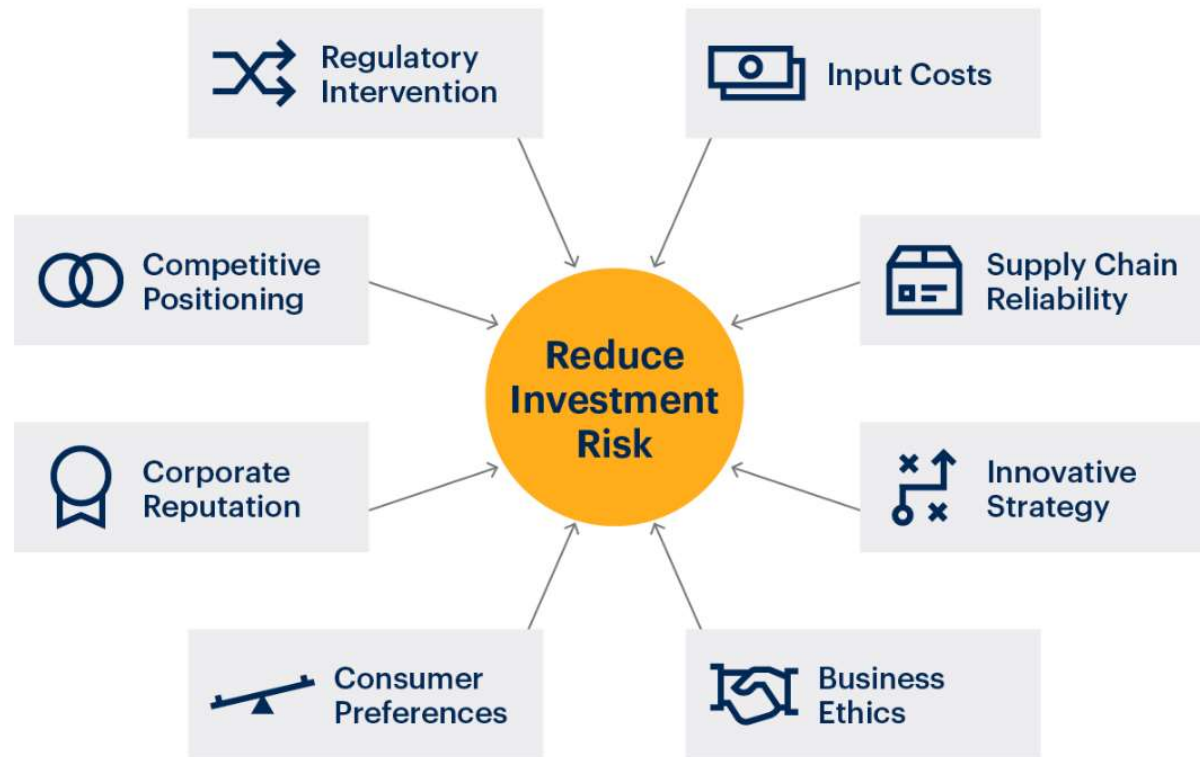 Regulatory
Intervention
Input Costs
Competitive
Positioning
Supply Chain
Reliability
Reduce
Investment
Risk
Corporate
Reputation
Innovative
Strategy
Consumer
Preferences
Business
Ethics